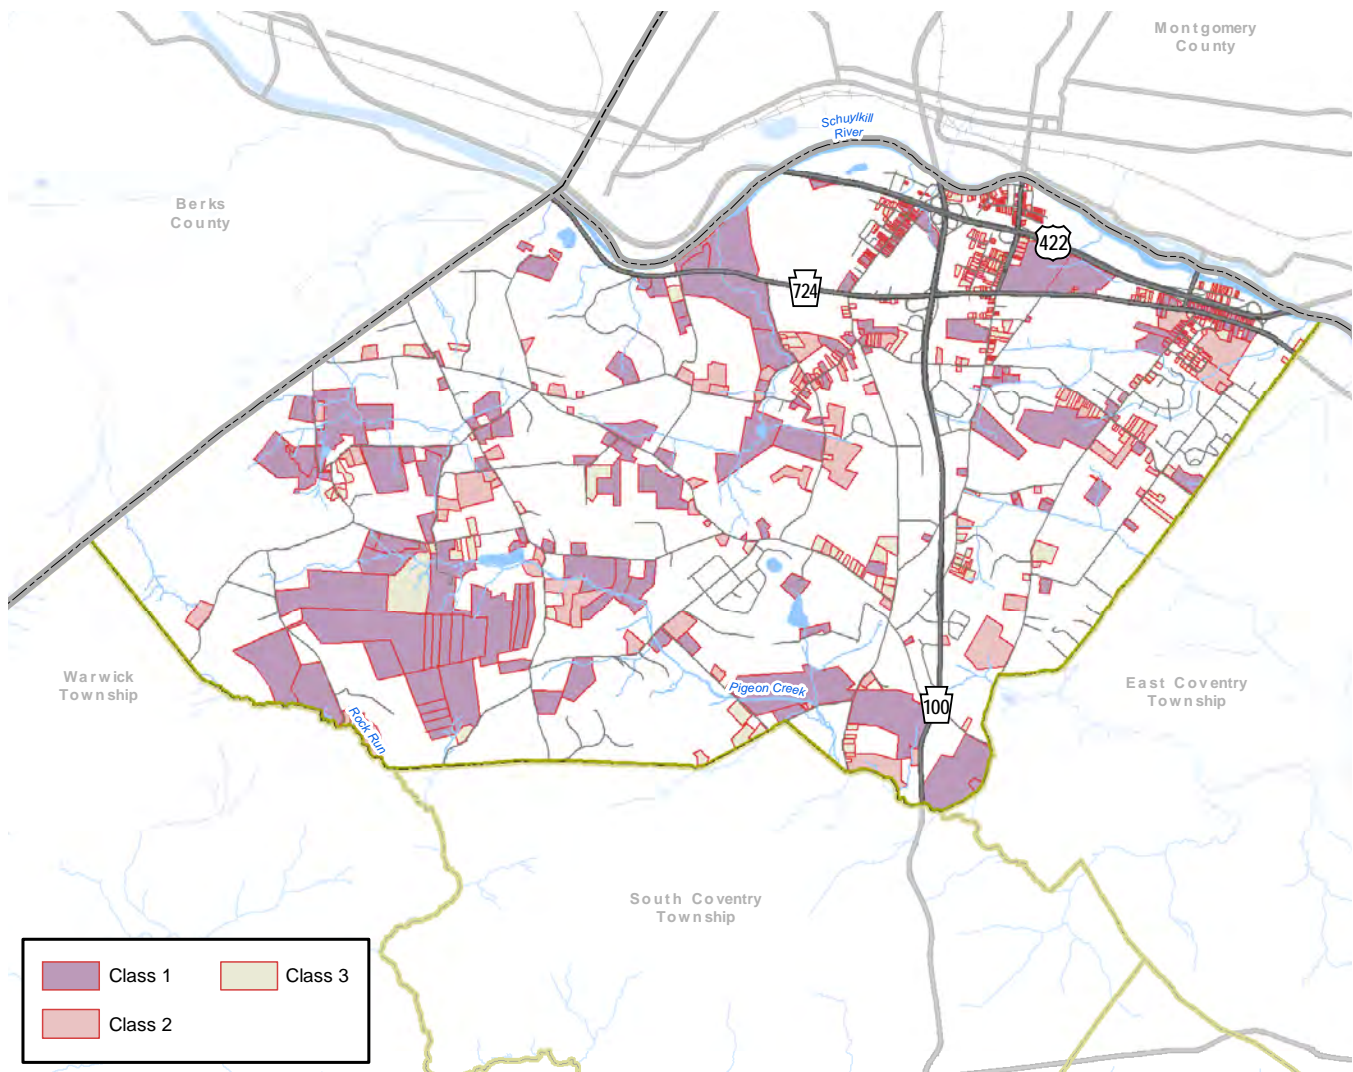 Montgomery
County
Schuylkill
River
Berks
County
422
724
Warwick
Township
Rock Run
Pigeon Creek
100
East Coventry
Township
South Coventry
Township
Class 1
Class 3
Class 2